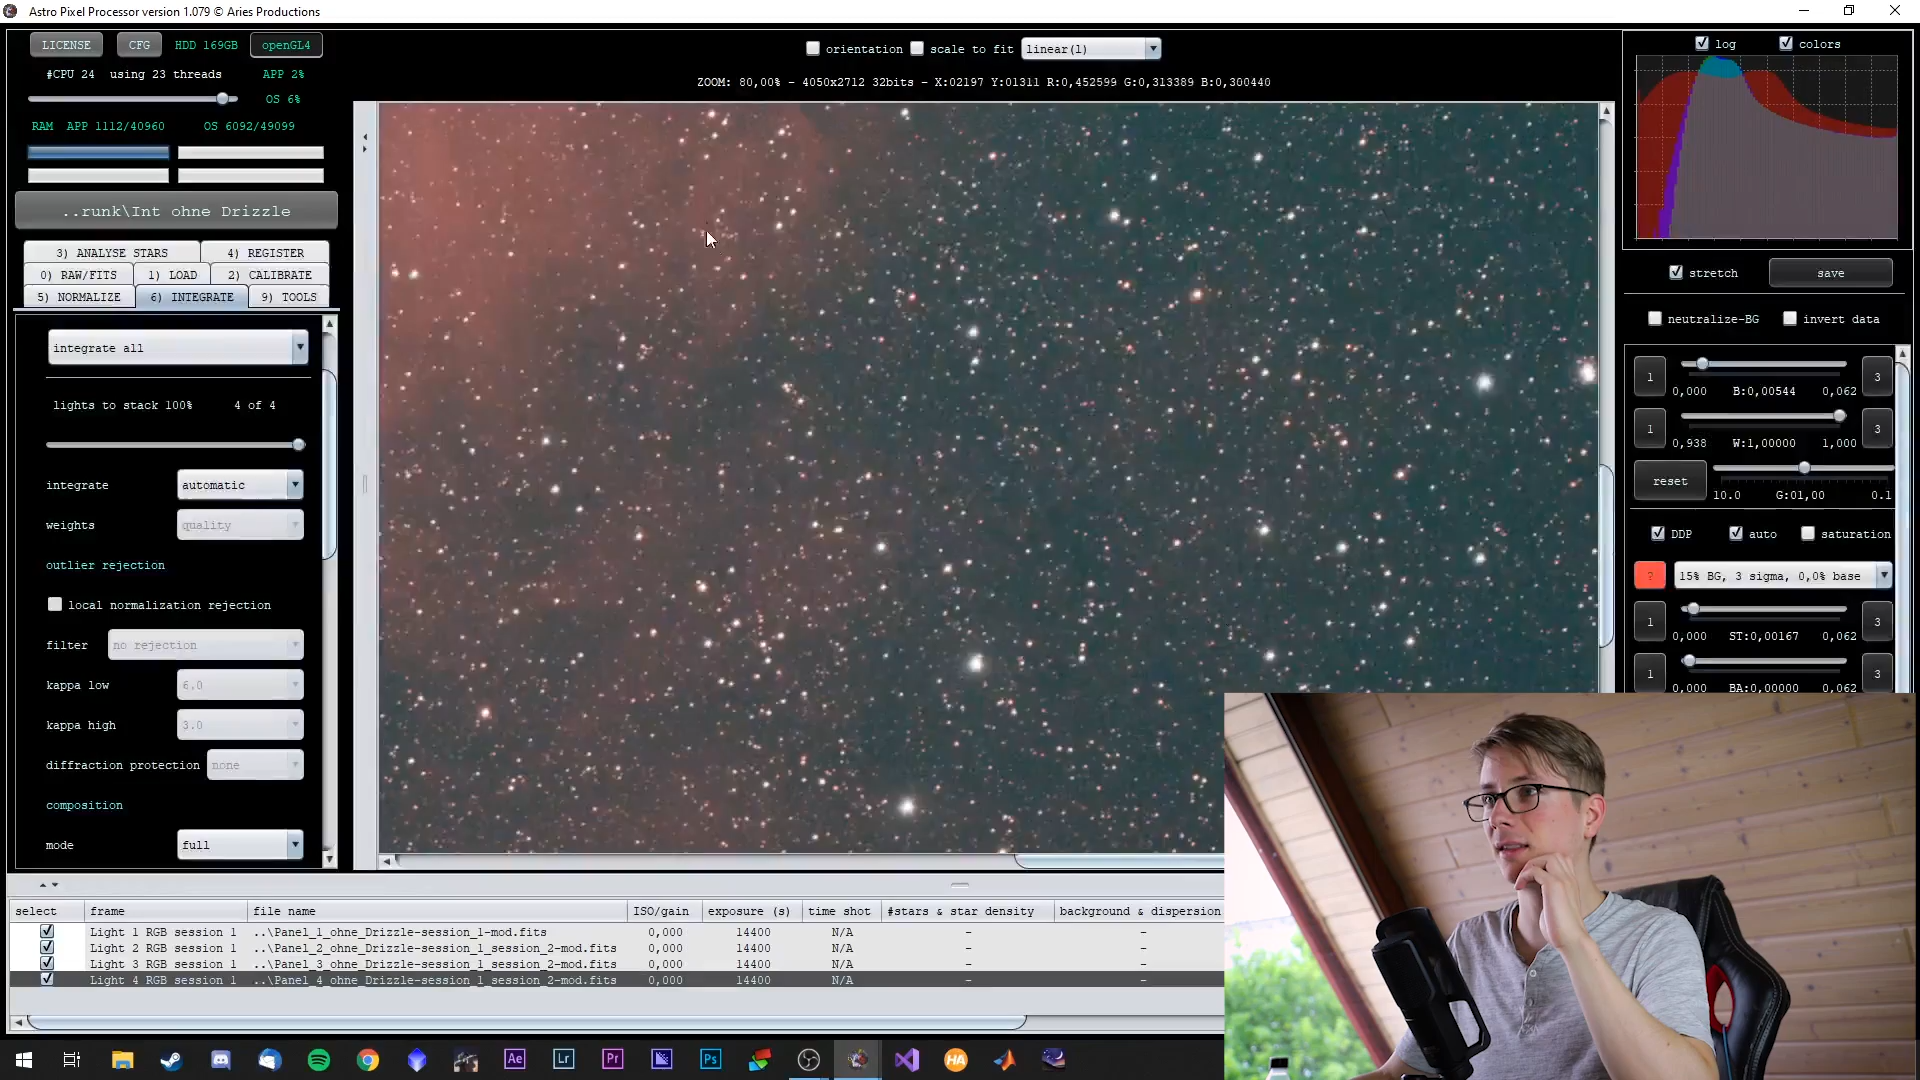 Astro Pixel Processor version 1.079 @ Aries Productions
LICENSE CFG HDD 169GB openGL4
#CPU 24 using 23 threads APP 2%
OS 6%
RAM APP 1112/40960 OS 6092/49099
..runk\Int ohne Drizzle
3) ANALYSE STARS 4) REGISTER
0) RAW/FITS 1) LOAD 2) CALIBRATE
5) NORMALIZE 6) INTEGRATE 9) TOOLS
integrate all
lights to stack 100% 4 of 4
integrate automatic
weights quality
outlier rejection
local normalization rejection
filter no rejection
kappa low 6.0
kappa high 3.0
diffraction protection none
composition
mode full
orientation scale to fit linear(l)
ZOOM: 80,00% - 4050x2712 32bits - X:02197 Y:01311 R:0,452599 G:0,313389 B:0,300440
log colors
stretch save
neutralize-BG invert data
1 3
0,000 B:0,00544 0,062
1 3
0,938 W:1,00000 1,000
reset
10.0 G:01,00 0.1
DDP auto saturation
? 15% BG, 3 sigma, 0,0% base
1 3
0,000 ST:0,00167 0,062
1 3
0,000 BA:0,00000 0,062
select frame file name ISO/gain exposure (s) time shot #stars & star density background & dispersion
Light 1 RGB session 1 ..\Panel_1_ohne_Drizzle-session_1-mod.fits 0,000 14400 N/A - -
Light 2 RGB session 1 ..\Panel_2_ohne_Drizzle-session_1_session_2-mod.fits 0,000 14400 N/A - -
Light 3 RGB session 1 ..\Panel_3_ohne_Drizzle-session_1_session_2-mod.fits 0,000 14400 N/A - -
Light 4 RGB session 1 ..\Panel_4_ohne_Drizzle-session_1_session_2-mod.fits 0,000 14400 N/A - -
Ae Lr Pr Ps HA